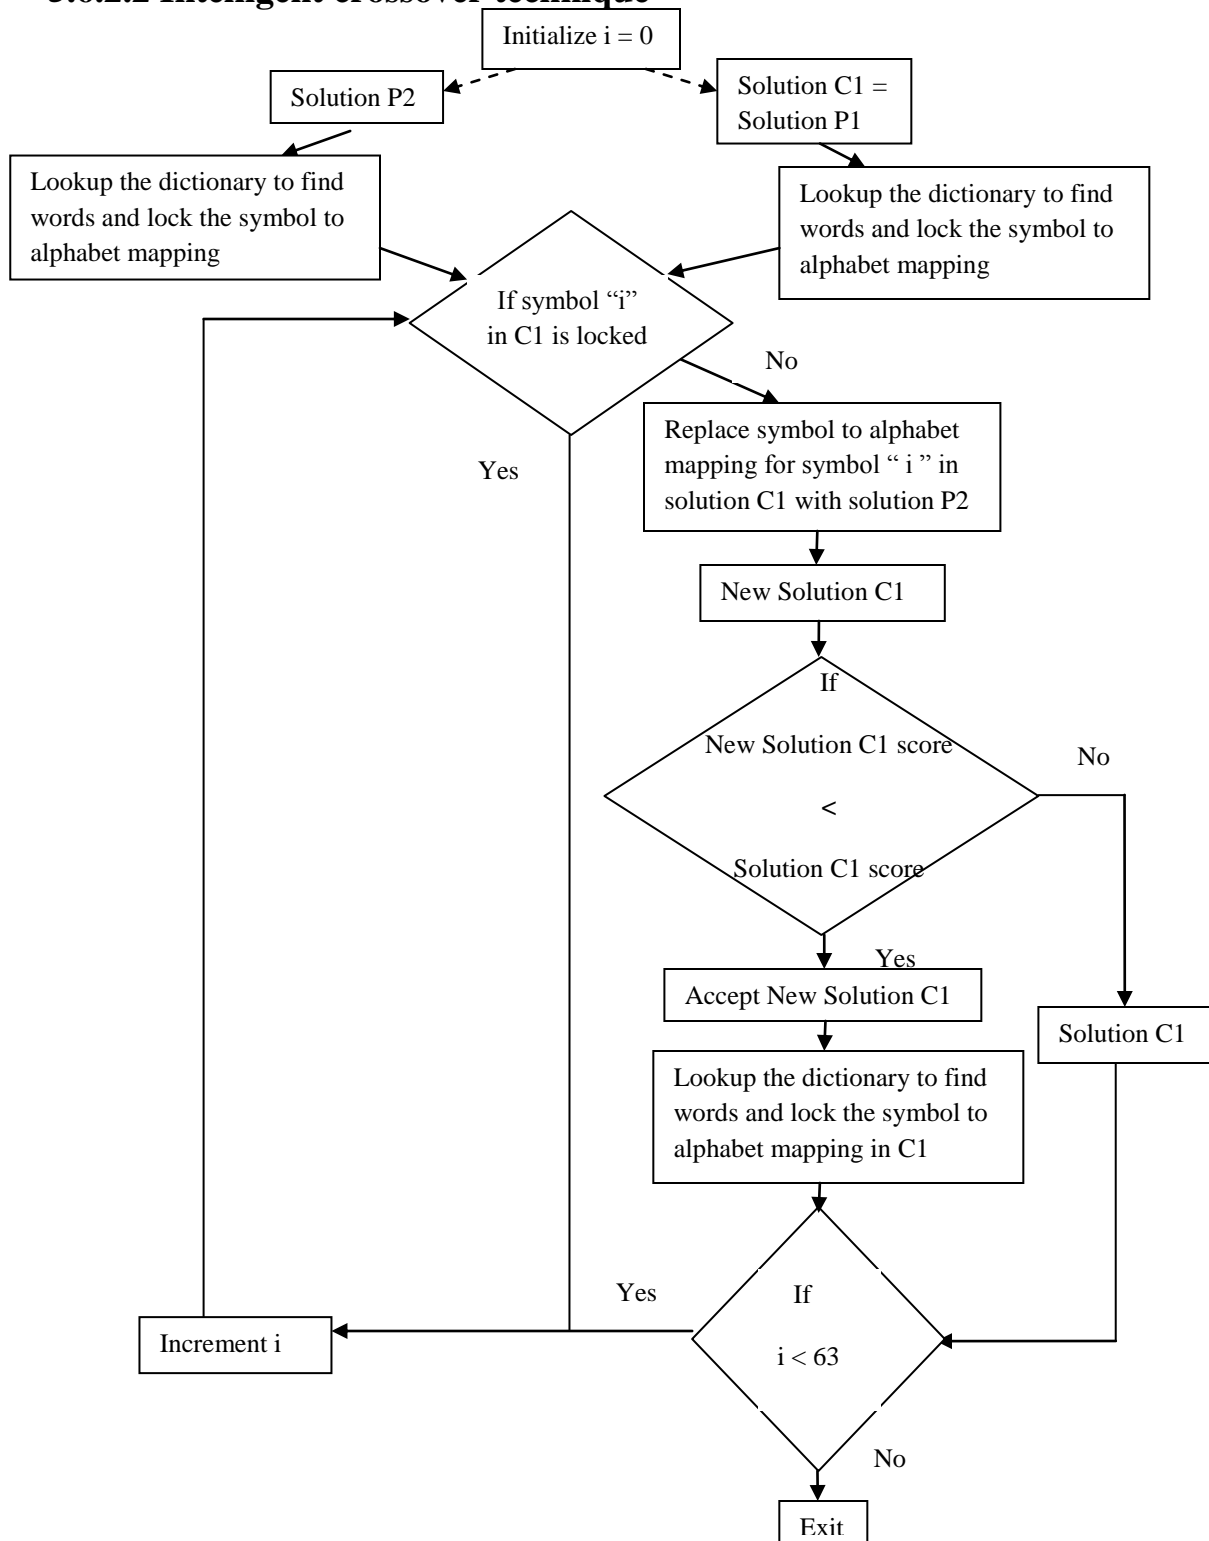 5.6.2.2 Intelligent crossover technique
Initialize i = 0
Solution P2
Solution C1 =
Solution P1
Lookup the dictionary to find
words and lock the symbol to
alphabet mapping
Lookup the dictionary to find
words and lock the symbol to
alphabet mapping
If symbol “i”
in C1 is locked
No
Yes
Replace symbol to alphabet
mapping for symbol “ i ” in
solution C1 with solution P2
New Solution C1
If
New Solution C1 score
<
Solution C1 score
No
Yes
Accept New Solution C1
Solution C1
Lookup the dictionary to find
words and lock the symbol to
alphabet mapping in C1
Yes
If
i < 63
Increment i
No
Exit